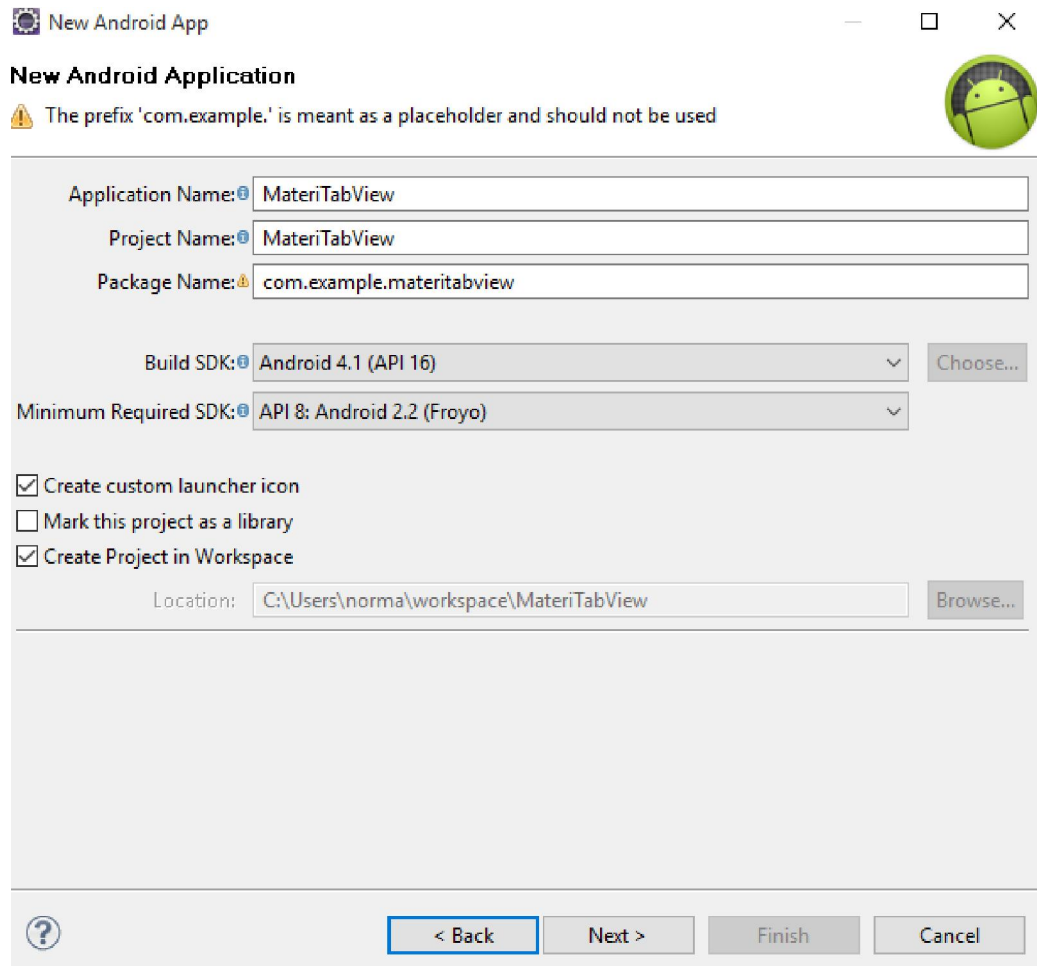 New Android App
New Android Application
The prefix 'com.example.' is meant as a placeholder and should not be used
Application Name: MateriTabView
Project Name: MateriTabView
Package Name: com.example.materitabview
Build SDK: Android 4.1 (API 16) Choose...
Minimum Required SDK: API 8: Android 2.2 (Froyo)
Create custom launcher icon
Mark this project as a library
Create Project in Workspace
Location: C:\Users\norma\workspace\MateriTabView Browse...
? < Back Next > Finish Cancel